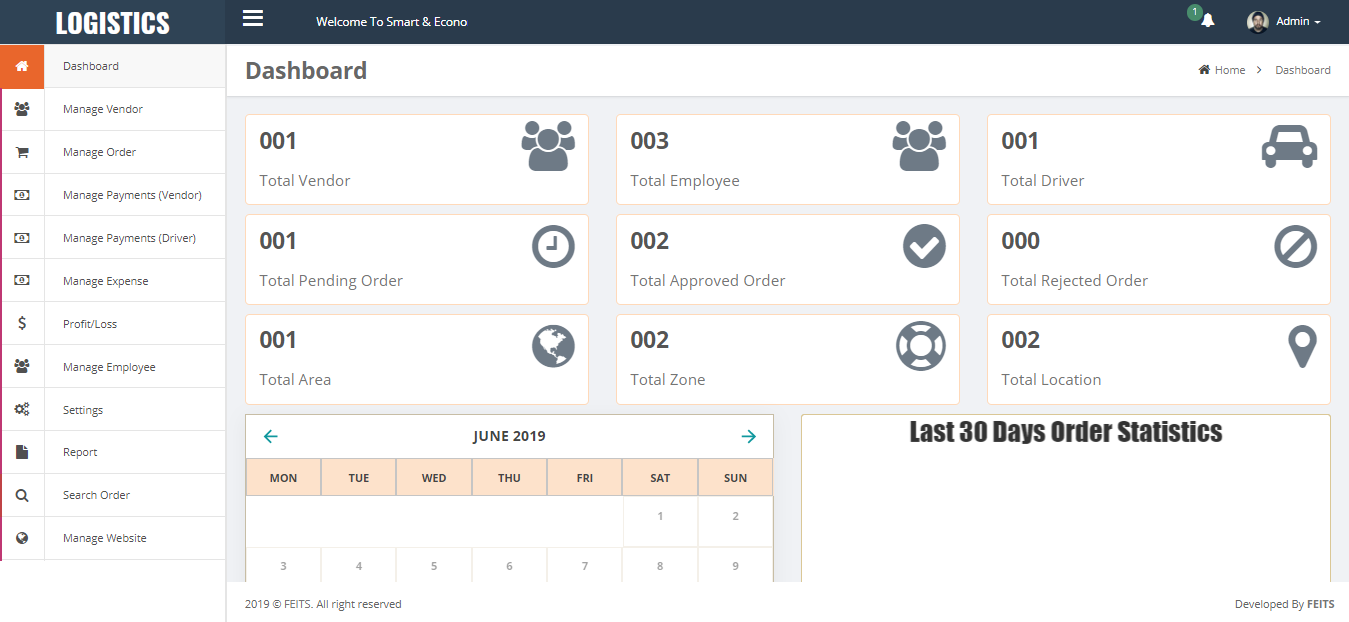 LOGISTICS
Welcome To Smart & Econo
1
Admin
Dashboard
Manage Vendor
Manage Order
Manage Payments (Vendor)
Manage Payments (Driver)
Manage Expense
Profit/Loss
Manage Employee
Settings
Report
Search Order
Manage Website
Dashboard
Home > Dashboard
001
Total Vendor
003
Total Employee
001
Total Driver
001
Total Pending Order
002
Total Approved Order
000
Total Rejected Order
001
Total Area
002
Total Zone
002
Total Location
JUNE 2019
MON TUE WED THU FRI SAT SUN
1 2
3 4 5 6 7 8 9
Last 30 Days Order Statistics
2019 © FEITS. All right reserved
Developed By FEITS